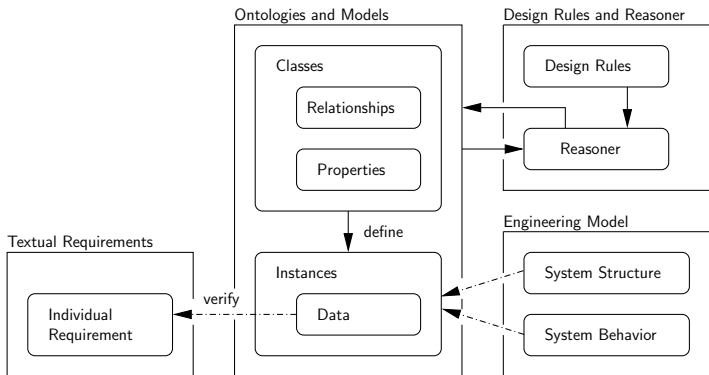 Ontologies and Models
Design Rules and Reasoner
Classes
Relationships
Properties
Design Rules
Reasoner
define
Textual Requirements
Engineering Model
Instances
Data
verify
Individual
Requirement
System Structure
System Behavior